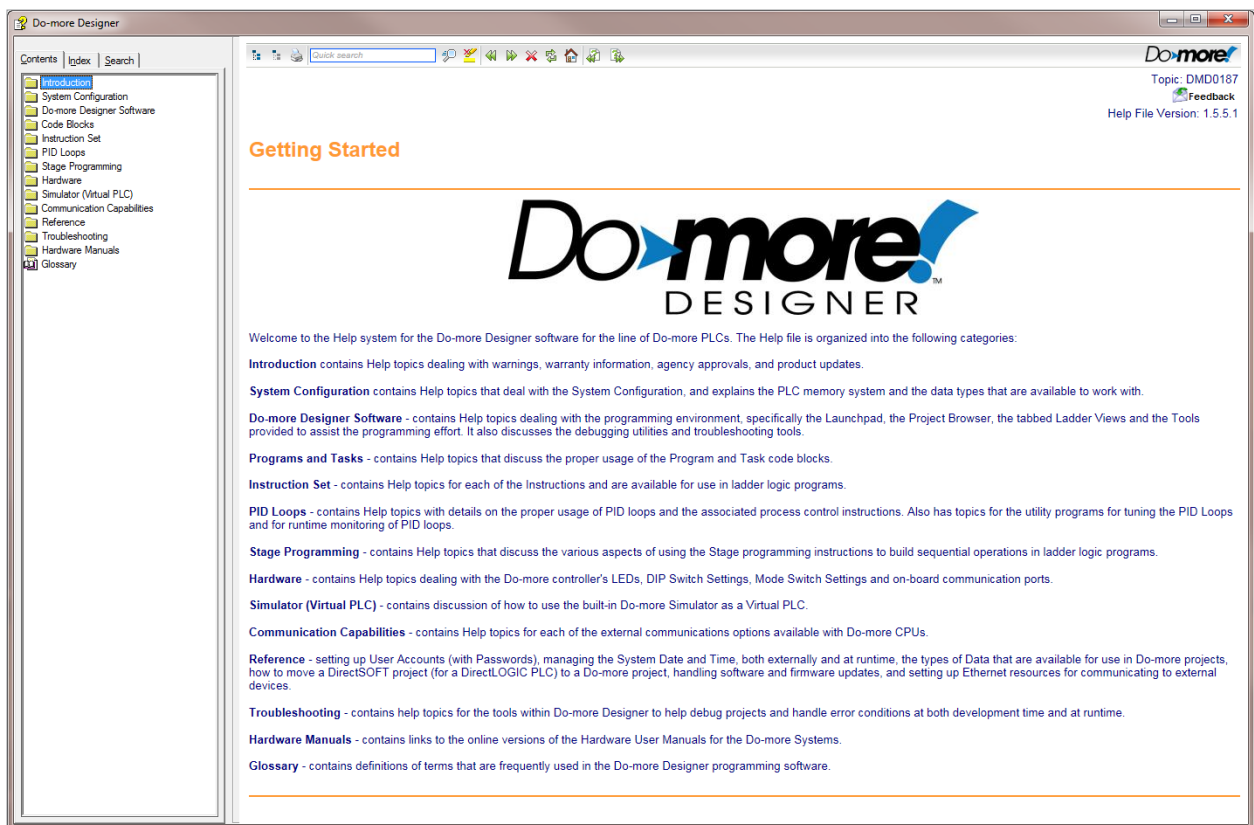 Do-more Designer
Contents Index Search
Quick search
Do-more!
Introduction
System Configuration
Do-more Designer Software
Code Blocks
Instruction Set
PID Loops
Stage Programming
Hardware
Simulator (Virtual PLC)
Communication Capabilities
Reference
Troubleshooting
Hardware Manuals
Glossary
Topic: DMD0187
Feedback
Help File Version: 1.5.5.1
Getting Started
Do-more!
TM
DESIGNER
Welcome to the Help system for the Do-more Designer software for the line of Do-more PLCs. The Help file is organized into the following categories:
Introduction contains Help topics dealing with warnings, warranty information, agency approvals, and product updates.
System Configuration contains Help topics that deal with the System Configuration, and explains the PLC memory system and the data types that are available to work with.
Do-more Designer Software - contains Help topics dealing with the programming environment, specifically the Launchpad, the Project Browser, the tabbed Ladder Views and the Tools
provided to assist the programming effort. It also discusses the debugging utilities and troubleshooting tools.
Programs and Tasks - contains Help topics that discuss the proper usage of the Program and Task code blocks.
Instruction Set - contains Help topics for each of the Instructions and are available for use in ladder logic programs.
PID Loops - contains Help topics with details on the proper usage of PID loops and the associated process control instructions. Also has topics for the utility programs for tuning the PID Loops
and for runtime monitoring of PID loops.
Stage Programming - contains Help topics that discuss the various aspects of using the Stage programming instructions to build sequential operations in ladder logic programs.
Hardware - contains Help topics dealing with the Do-more controller's LEDs, DIP Switch Settings, Mode Switch Settings and on-board communication ports.
Simulator (Virtual PLC) - contains discussion of how to use the built-in Do-more Simulator as a Virtual PLC.
Communication Capabilities - contains Help topics for each of the external communications options available with Do-more CPUs.
Reference - setting up User Accounts (with Passwords), managing the System Date and Time, both externally and at runtime, the types of Data that are available for use in Do-more projects,
how to move a DirectSOFT project (for a DirectLOGIC PLC) to a Do-more project, handling software and firmware updates, and setting up Ethernet resources for communicating to external
devices.
Troubleshooting - contains help topics for the tools within Do-more Designer to help debug projects and handle error conditions at both development time and at runtime.
Hardware Manuals - contains links to the online versions of the Hardware User Manuals for the Do-more Systems.
Glossary - contains definitions of terms that are frequently used in the Do-more Designer programming software.